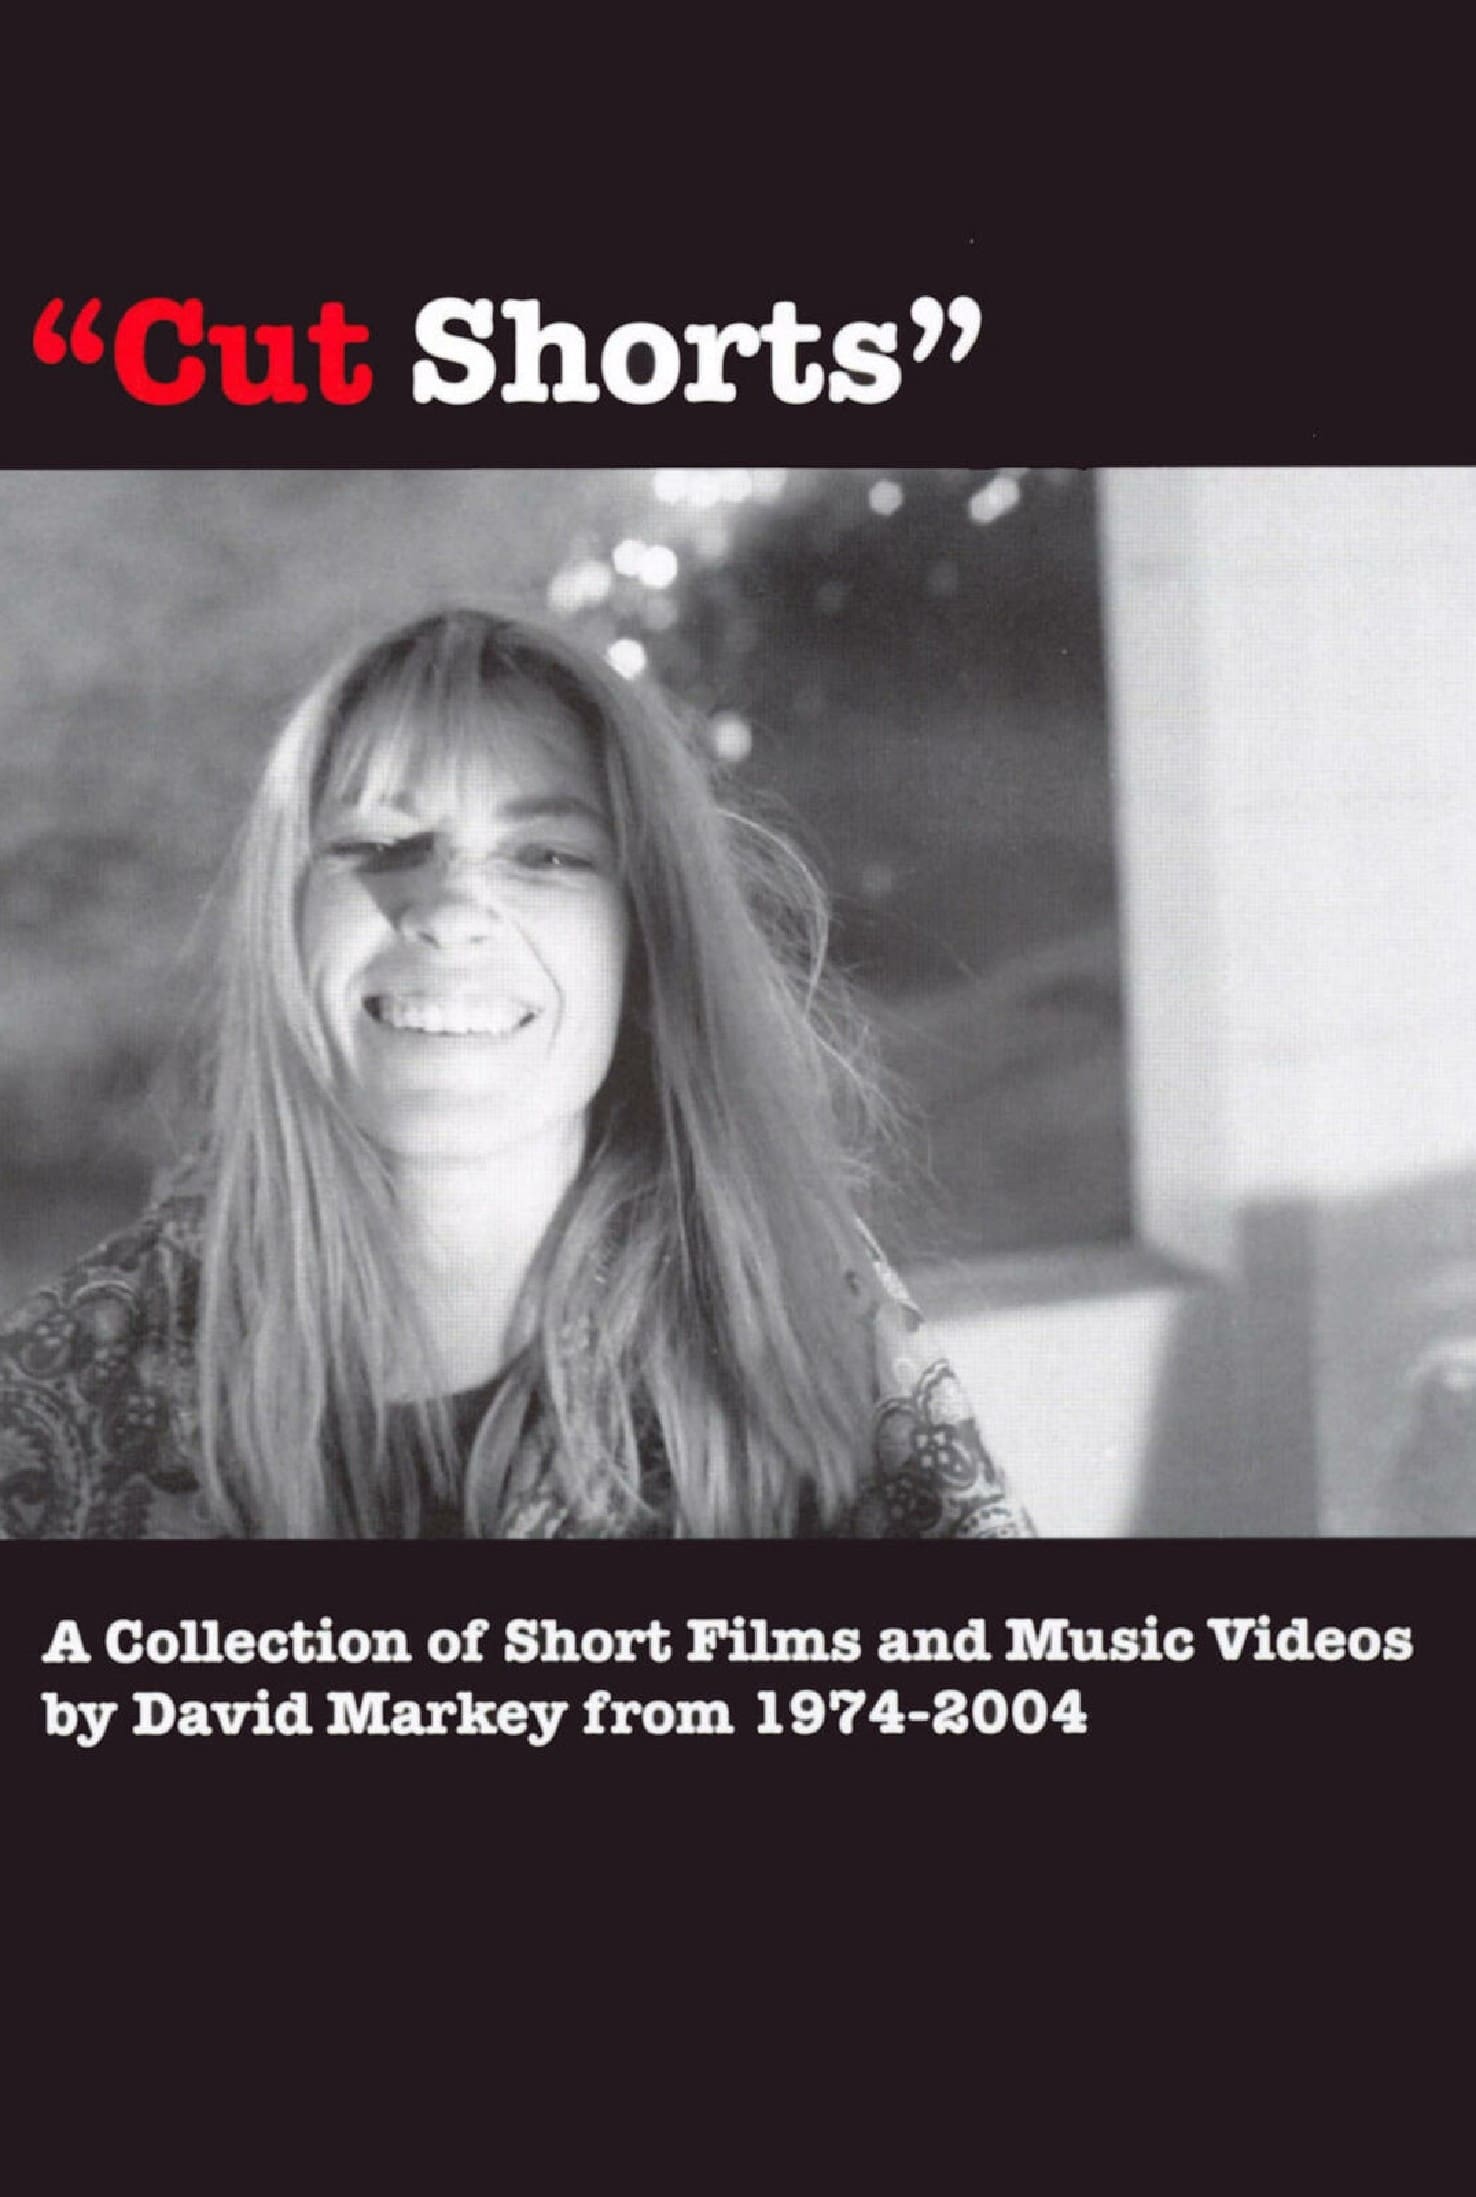 “Cut Shorts”
A Collection of Short Films and Music Videos
by David Markey from 1974-2004